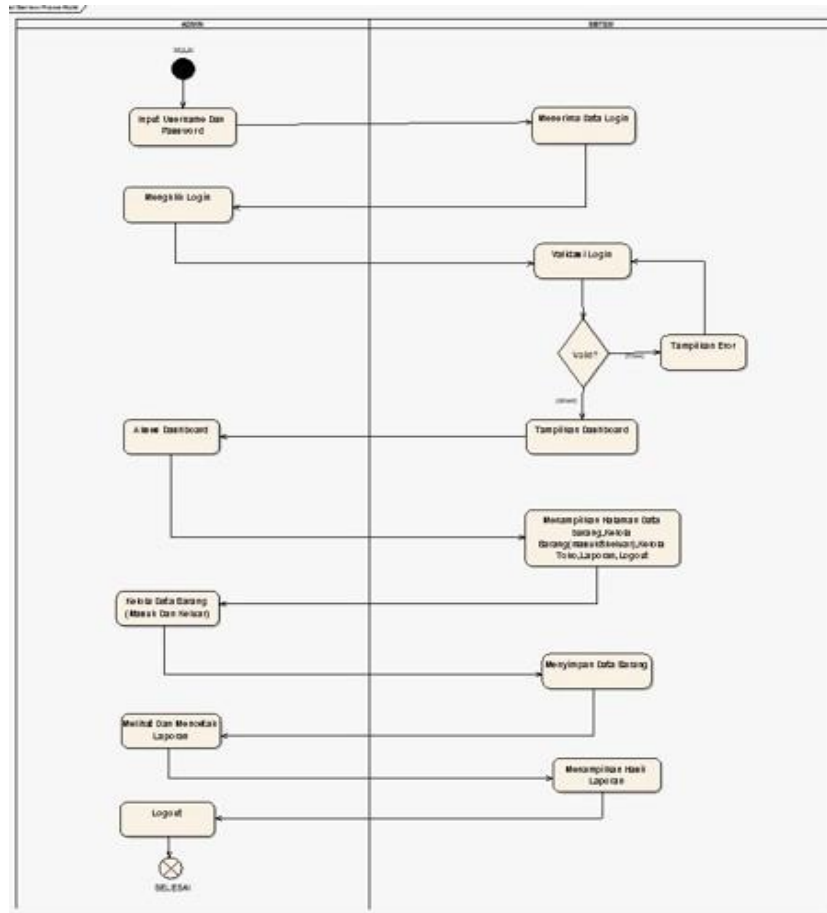 ADMIN
SISTEM
MULAI
Input Username Dan
Password
Menerima Data Login
Mengklik Login
Validasi Login
Valid?
Tampilkan Eror
Akses Dashboard
Tampilkan Dashboard
Menampilkan Halaman Data
Barang,Kelola
Barang(masuk&keluar),Kelola
Toko,Laporan,Logout
Kelola Data Barang
(Masuk Dan Keluar)
Menyimpan Data Barang
Melihat Dan Mencetak
Laporan
Menampilkan Hasil
Laporan
Logout
SELESAI